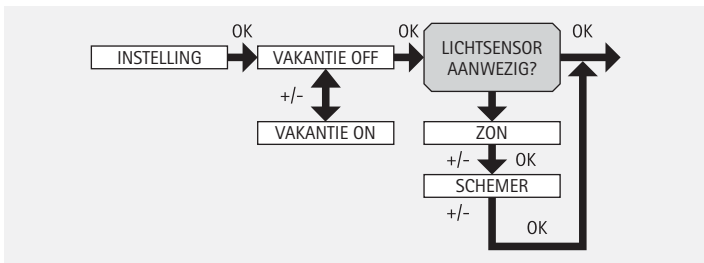 OK
OK
OK
INSTELLING
VAKANTIE OFF
LICHTSENSOR
AANWEZIG?
+/-
VAKANTIE ON
ZON
+/-
OK
SCHEMER
+/-
OK